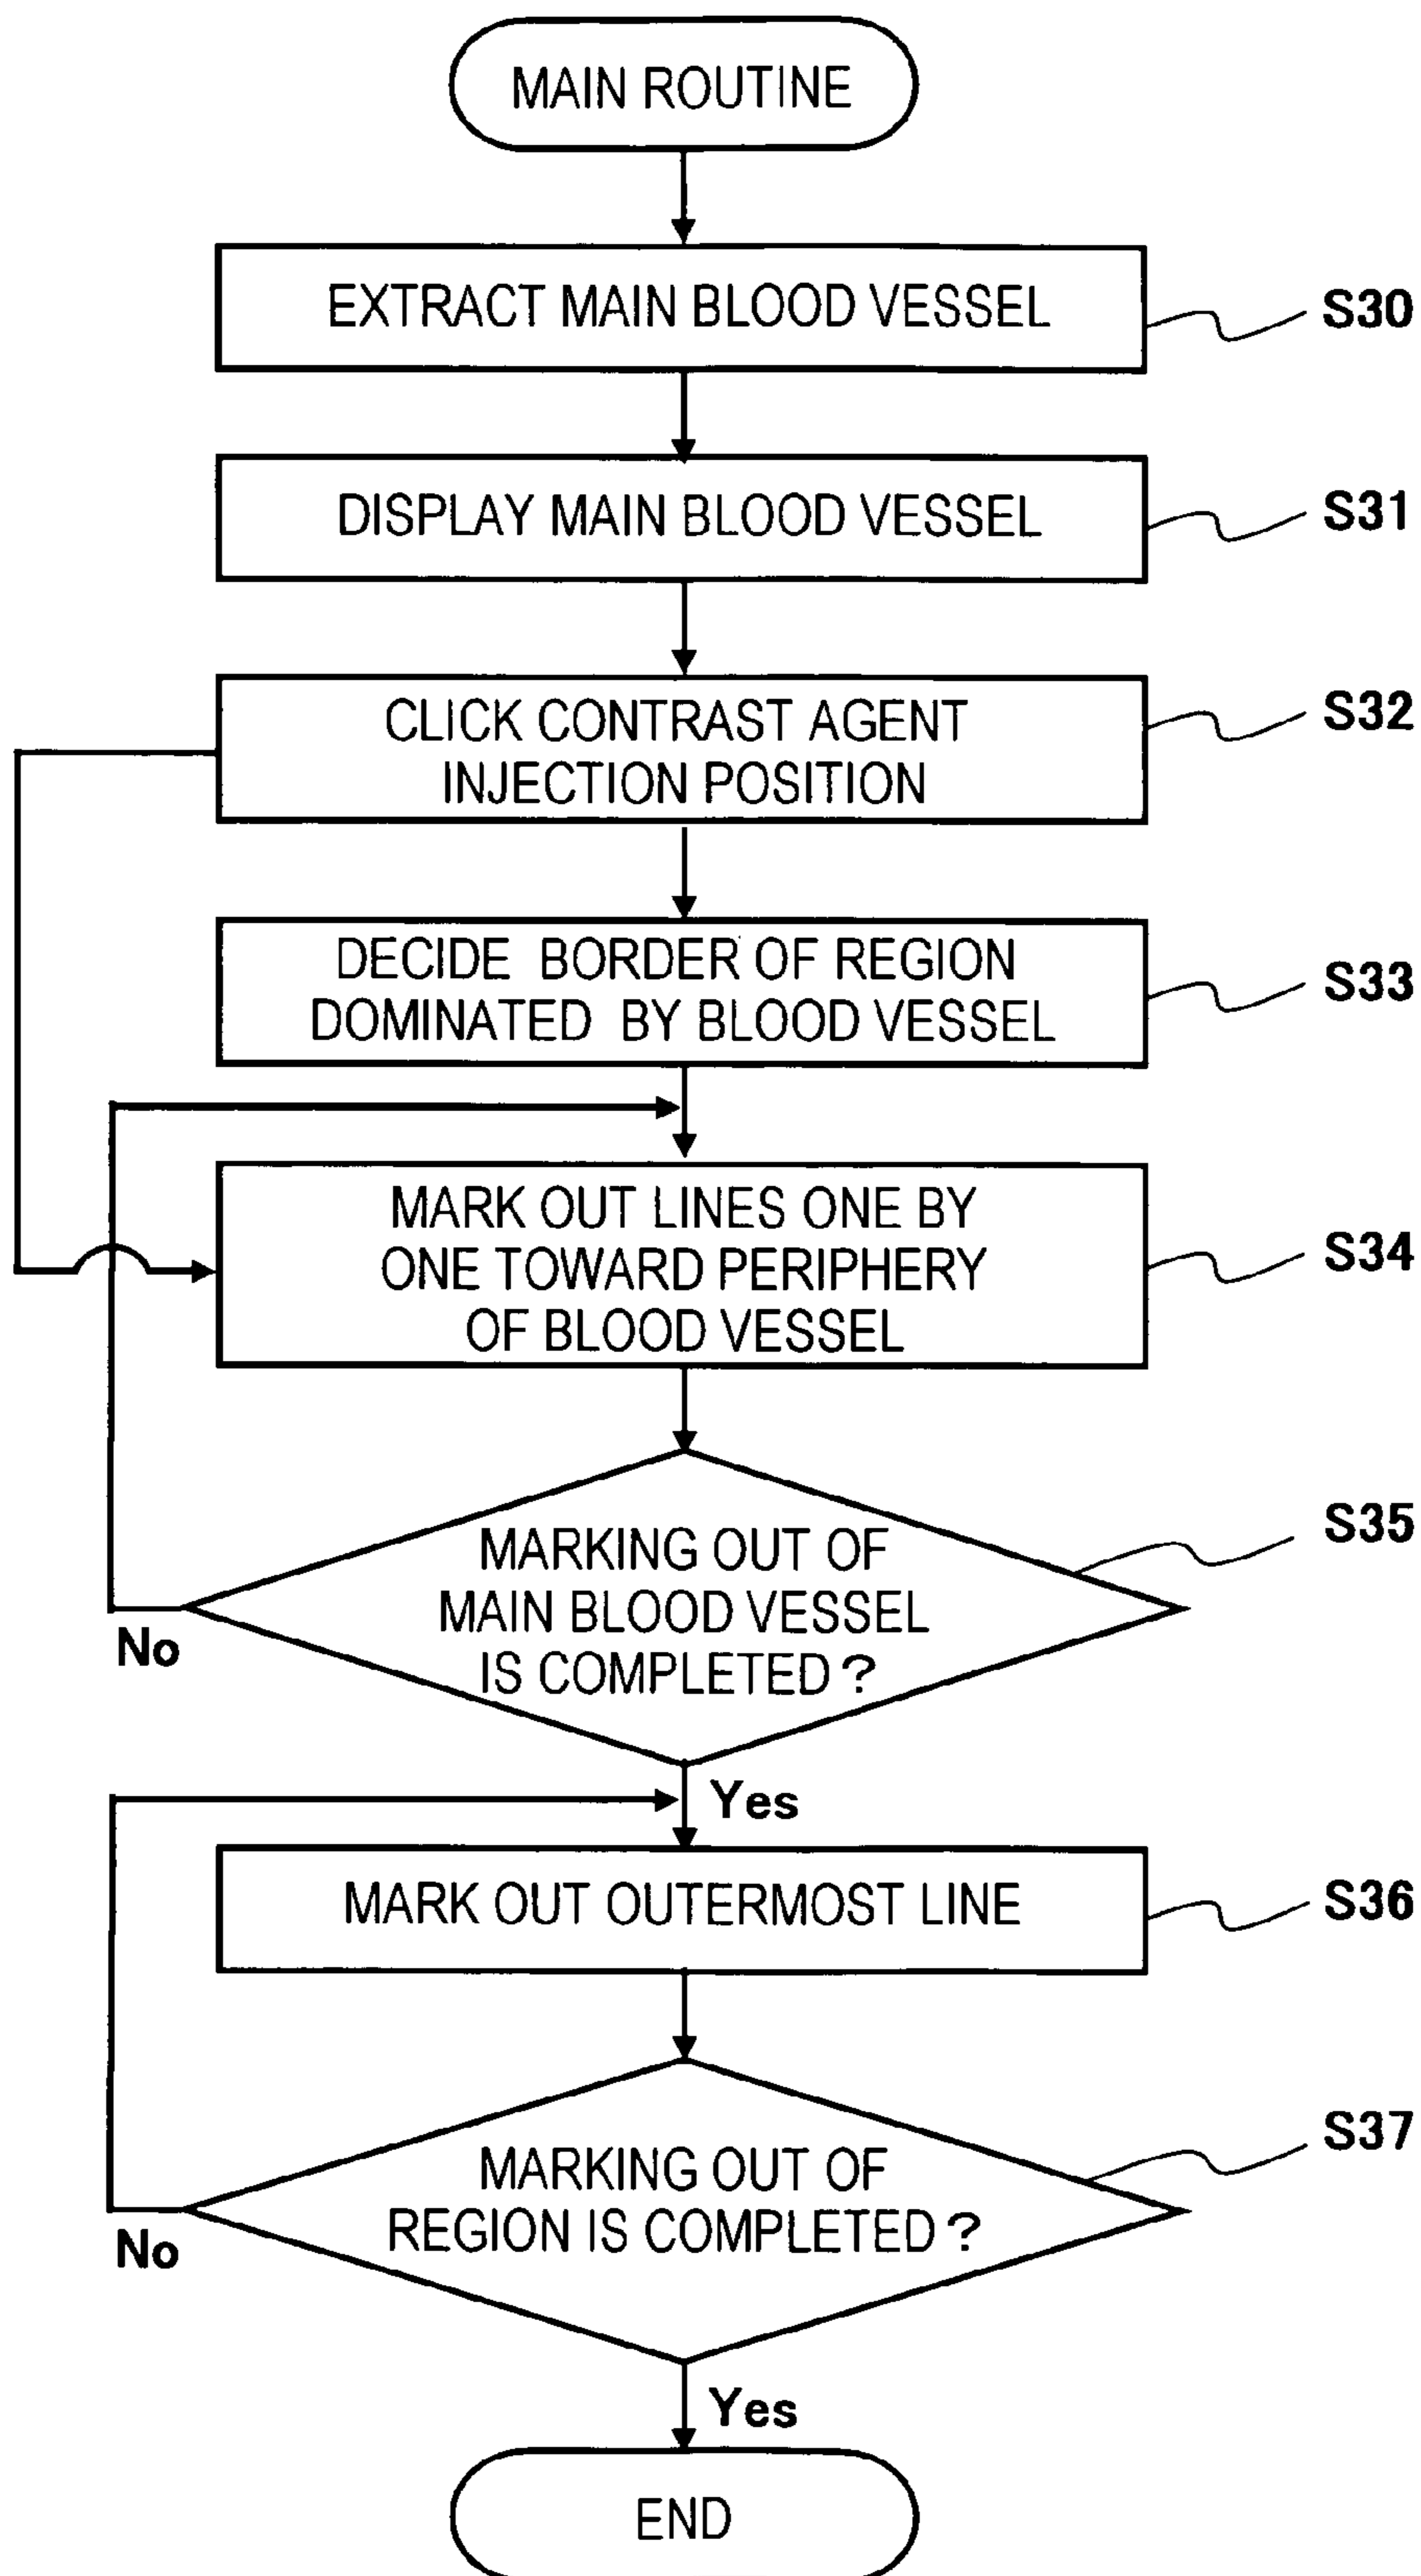 MAIN ROUTINE
EXTRACT MAIN BLOOD VESSEL
S30
DISPLAY MAIN BLOOD VESSEL
S31
CLICK CONTRAST AGENT
INJECTION POSITION
S32
DECIDE BORDER OF REGION
DOMINATED BY BLOOD VESSEL
S33
MARK OUT LINES ONE BY
ONE TOWARD PERIPHERY
OF BLOOD VESSEL
S34
MARKING OUT OF
MAIN BLOOD VESSEL
IS COMPLETED?
S35
No
Yes
MARK OUT OUTERMOST LINE
S36
MARKING OUT OF
REGION IS COMPLETED?
S37
No
Yes
END